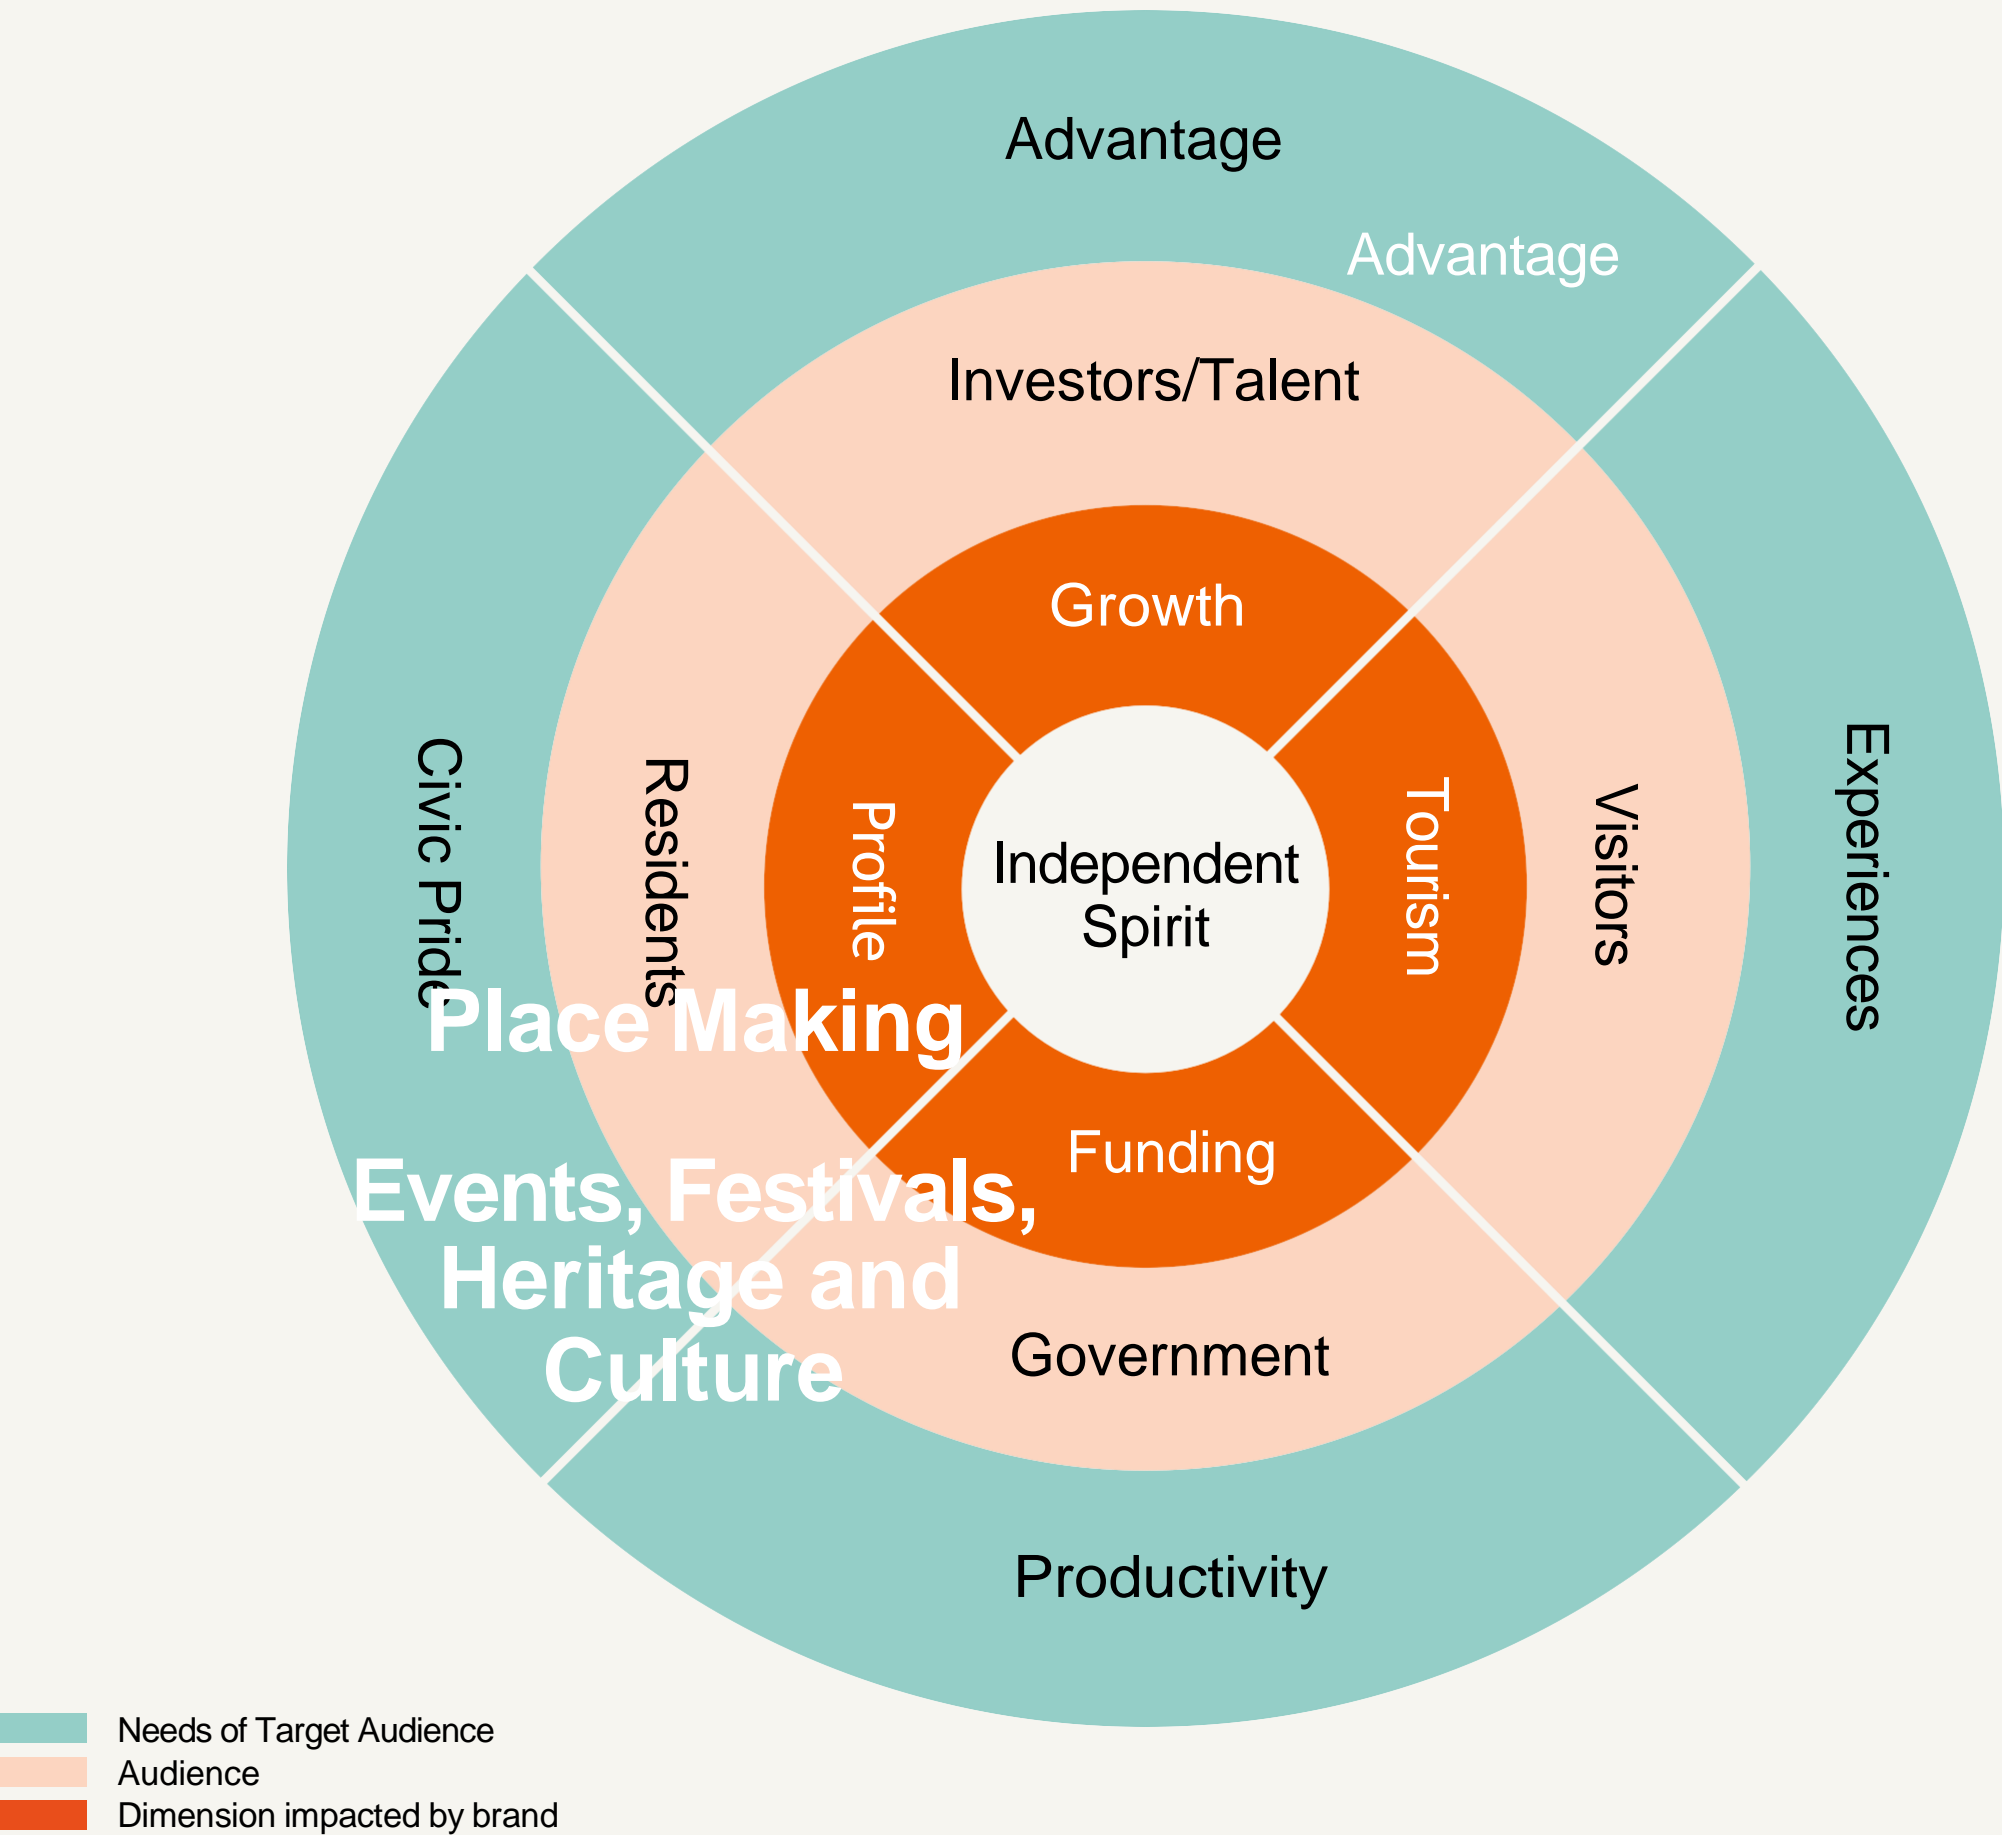 Advantage
Advantage
Investors/Talent
Growth
Civic Pride
Residents
Profile
Independent
Spirit
Tourism
Visitors
Experiences
Place Making
Funding
Events, Festivals,
Heritage and
Culture
Government
Productivity
Needs of Target Audience
Audience
Dimension impacted by brand